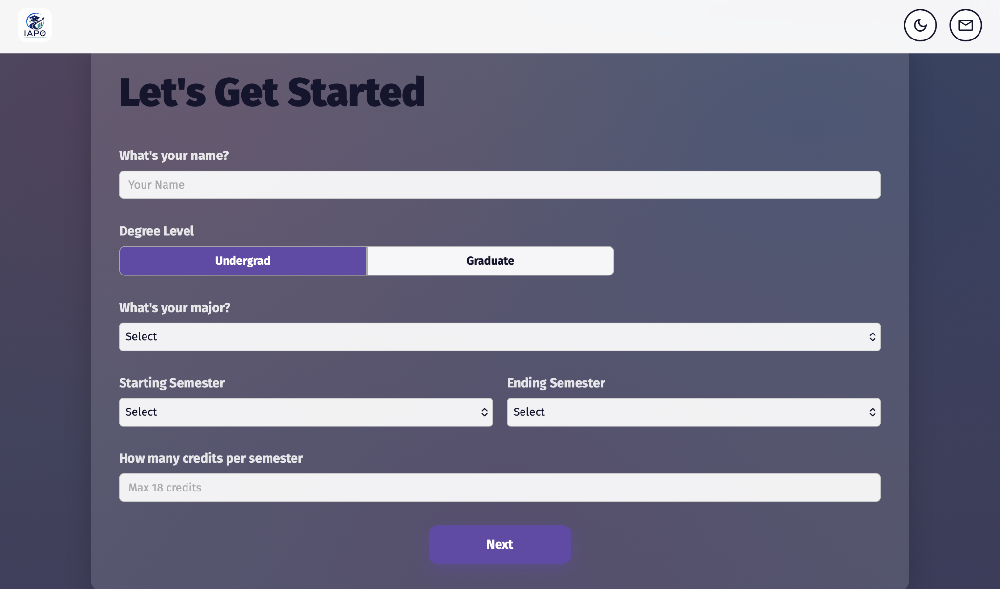 IAPO
Let's Get Started
What's your name?
Your Name
Degree Level
Undergrad
Graduate
What's your major?
Select
Starting Semester
Ending Semester
Select
Select
How many credits per semester
Max 18 credits
Next